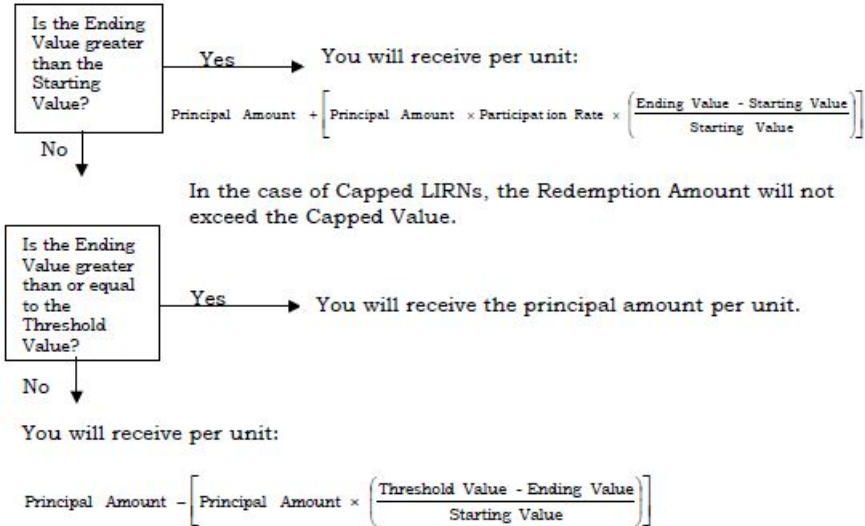 Is the Ending
Value greater
than the
Starting
Value?
Yes
You will receive per unit:
Principal Amount + [Principal Amount × Participation Rate × (Ending Value - Starting Value / Starting Value)]
No
In the case of Capped LIRNs, the Redemption Amount will not
exceed the Capped Value.
Is the Ending
Value greater
than or equal
to the
Threshold
Value?
Yes
You will receive the principal amount per unit.
No
You will receive per unit:
Principal Amount − [Principal Amount × (Threshold Value - Ending Value / Starting Value)]